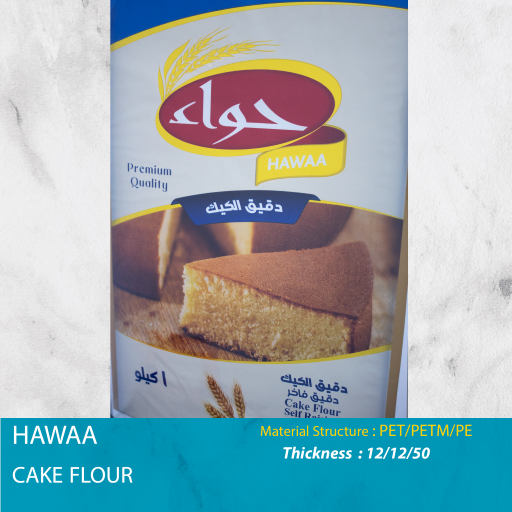 حواء
HAWAA
Premium
Quality
دقيق الكيك
١ كيلو
دقيق الكيك
دقيق فاخر
Cake Flour
Self
HAWAA
CAKE FLOUR
Material Structure : PET/PETM/PE
Thickness : 12/12/50